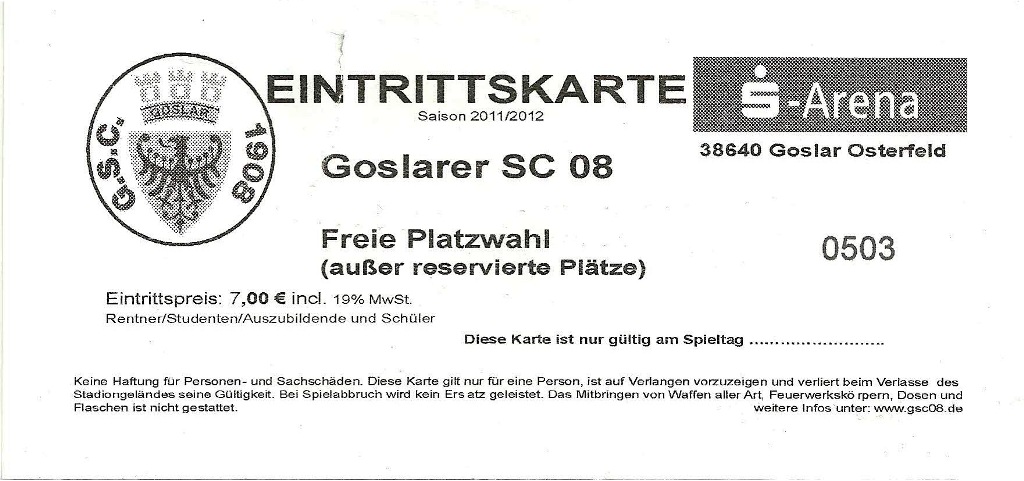 GOSLAR
G.S.C. 1908
EINTRITTSKARTE
Saison 2011/2012
S-Arena
38640 Goslar Osterfeld
Goslarer SC 08
Freie Platzwahl
(außer reservierte Plätze)
0503
Eintrittspreis: 7,00 € incl. 19% MwSt.
Rentner/Studenten/Auszubildende und Schüler
Diese Karte ist nur gültig am Spieltag ..........................
Keine Haftung für Personen- und Sachschäden. Diese Karte gilt nur für eine Person, ist auf Verlangen vorzuzeigen und verliert beim Verlasse des
Stadiongeländes seine Gültigkeit. Bei Spielabbruch wird kein Ersatz geleistet. Das Mitbringen von Waffen aller Art, Feuerwerkskörpern, Dosen und
Flaschen ist nicht gestattet. weitere Infos unter: www.gsc08.de